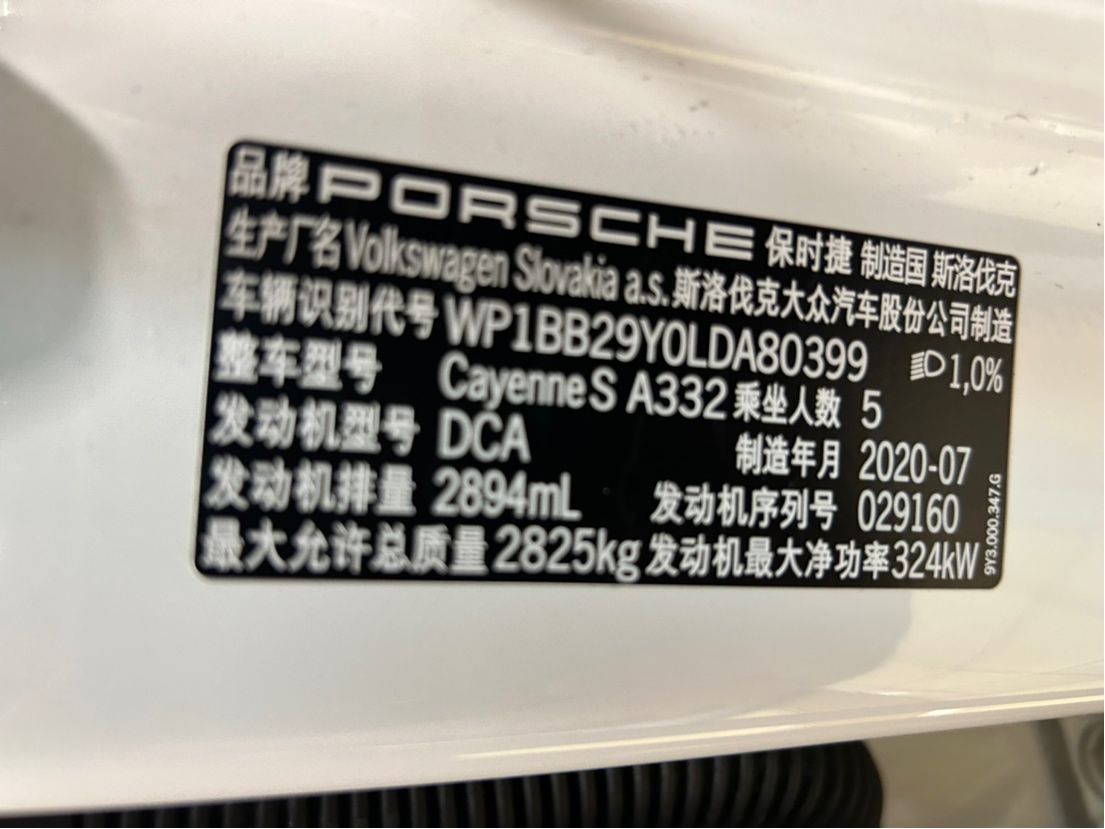 品牌 PORSCHE 保时捷 制造国 斯洛伐克
生产厂名 Volkswagen Slovakia a.s. 斯洛伐克大众汽车股份公司制造
车辆识别代号 WP1BB29Y0LDA80399 1,0%
整车型号 Cayenne S A332 乘坐人数 5
发动机型号 DCA 制造年月 2020-07
发动机排量 2894mL 发动机序列号 029160
最大允许总质量 2825kg 发动机最大净功率 324kW
9Y3.000.347.G